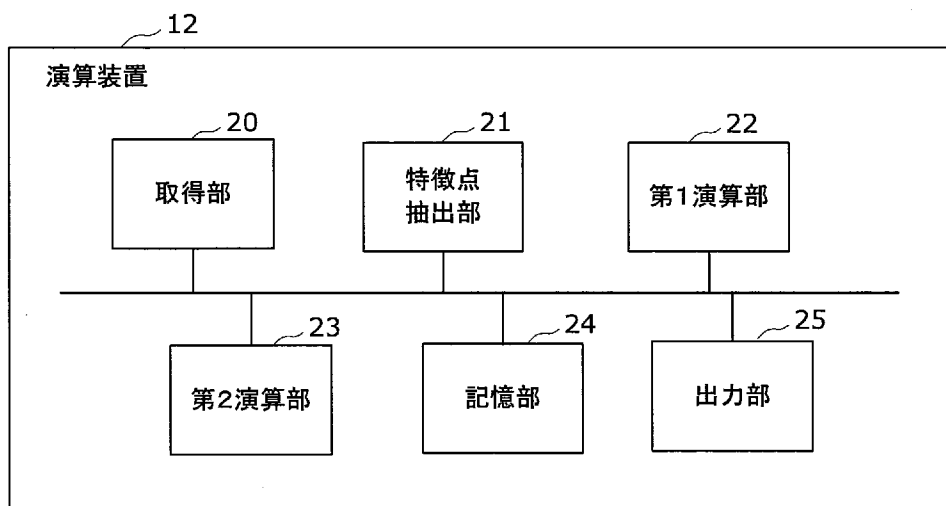 12
演算装置
20
取得部
21
特徴点
抽出部
22
第1演算部
23
第2演算部
24
記憶部
25
出力部